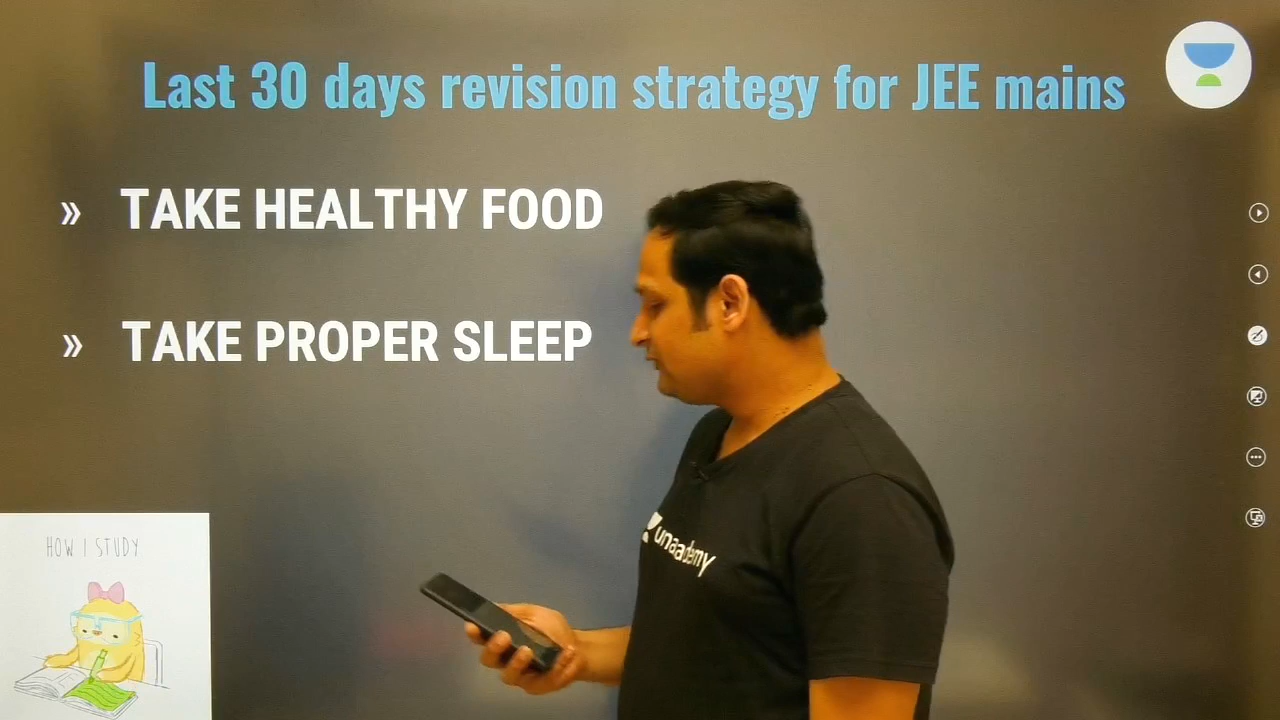 Last 30 days revision strategy for JEE mains
» TAKE HEALTHY FOOD
» TAKE PROPER SLEEP
HOW I STUDY
unacademy